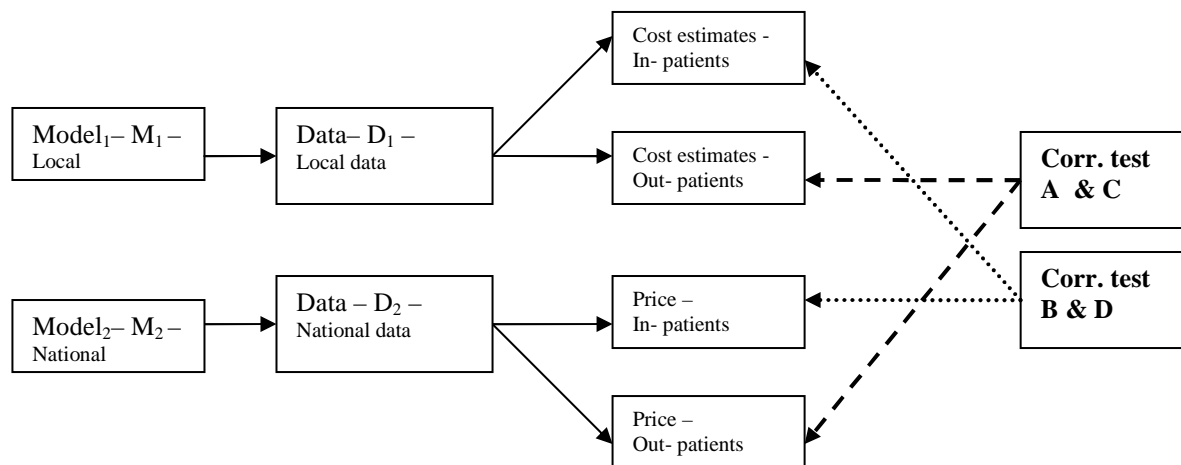 Cost estimates -
In- patients
Model₁– M₁ –
Local
Data– D₁ –
Local data
Cost estimates -
Out- patients
Corr. test
A & C
Model₂– M₂ –
National
Data – D₂ –
National data
Price –
In- patients
Corr. test
B & D
Price –
Out- patients